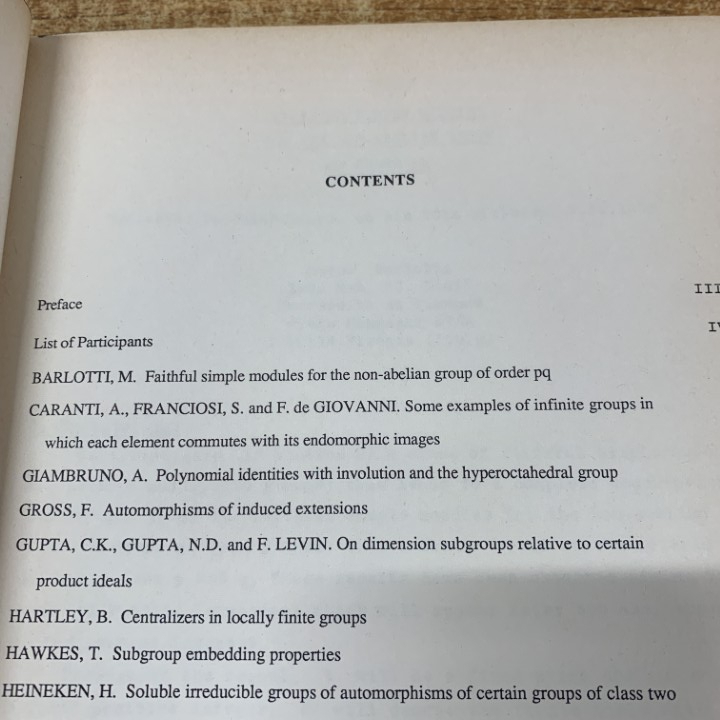 CONTENTS
Preface
III
List of Participants
BARLOTTI, M. Faithful simple modules for the non-abelian group of order pq
CARANTI, A., FRANCIOSI, S. and F. de GIOVANNI. Some examples of infinite groups in
which each element commutes with its endomorphic images
GIAMBRUNO, A. Polynomial identities with involution and the hyperoctahedral group
GROSS, F. Automorphisms of induced extensions
GUPTA, C.K., GUPTA, N.D. and F. LEVIN. On dimension subgroups relative to certain
product ideals
HARTLEY, B. Centralizers in locally finite groups
HAWKES, T. Subgroup embedding properties
HEINEKEN, H. Soluble irreducible groups of automorphisms of certain groups of class two